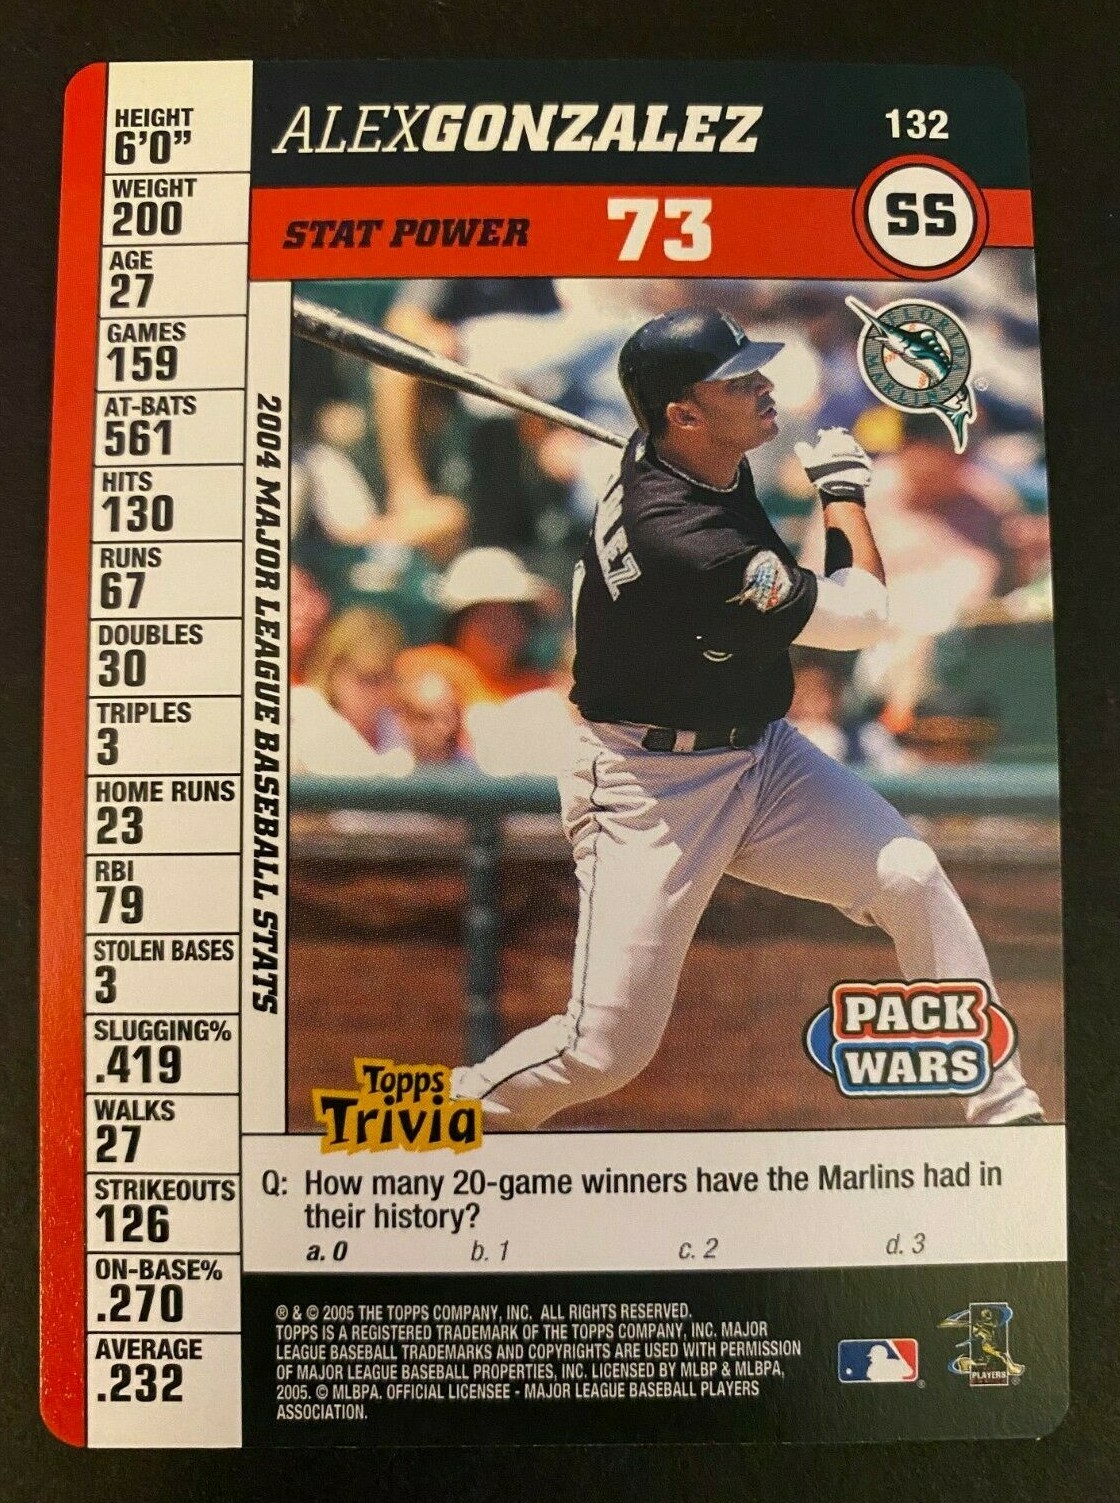 ALEXGONZALEZ
132
STAT POWER 73
SS
HEIGHT
6'0”
WEIGHT
200
AGE
27
GAMES
159
AT-BATS
561
HITS
130
RUNS
67
DOUBLES
30
TRIPLES
3
HOME RUNS
23
RBI
79
STOLEN BASES
3
SLUGGING%
.419
WALKS
27
STRIKEOUTS
126
ON-BASE%
.270
AVERAGE
.232
2004 MAJOR LEAGUE BASEBALL STATS
FLORIDA
MARLINS
®
PACK
WARS
Topps
Trivia
Q: How many 20-game winners have the Marlins had in
their history?
a. 0 b. 1 c. 2 d. 3
® & © 2005 THE TOPPS COMPANY, INC. ALL RIGHTS RESERVED.
TOPPS IS A REGISTERED TRADEMARK OF THE TOPPS COMPANY, INC. MAJOR
LEAGUE BASEBALL TRADEMARKS AND COPYRIGHTS ARE USED WITH PERMISSION
OF MAJOR LEAGUE BASEBALL PROPERTIES, INC. LICENSED BY MLBP & MLBPA,
2005. © MLBPA. OFFICIAL LICENSEE - MAJOR LEAGUE BASEBALL PLAYERS
ASSOCIATION.
PLAYERS